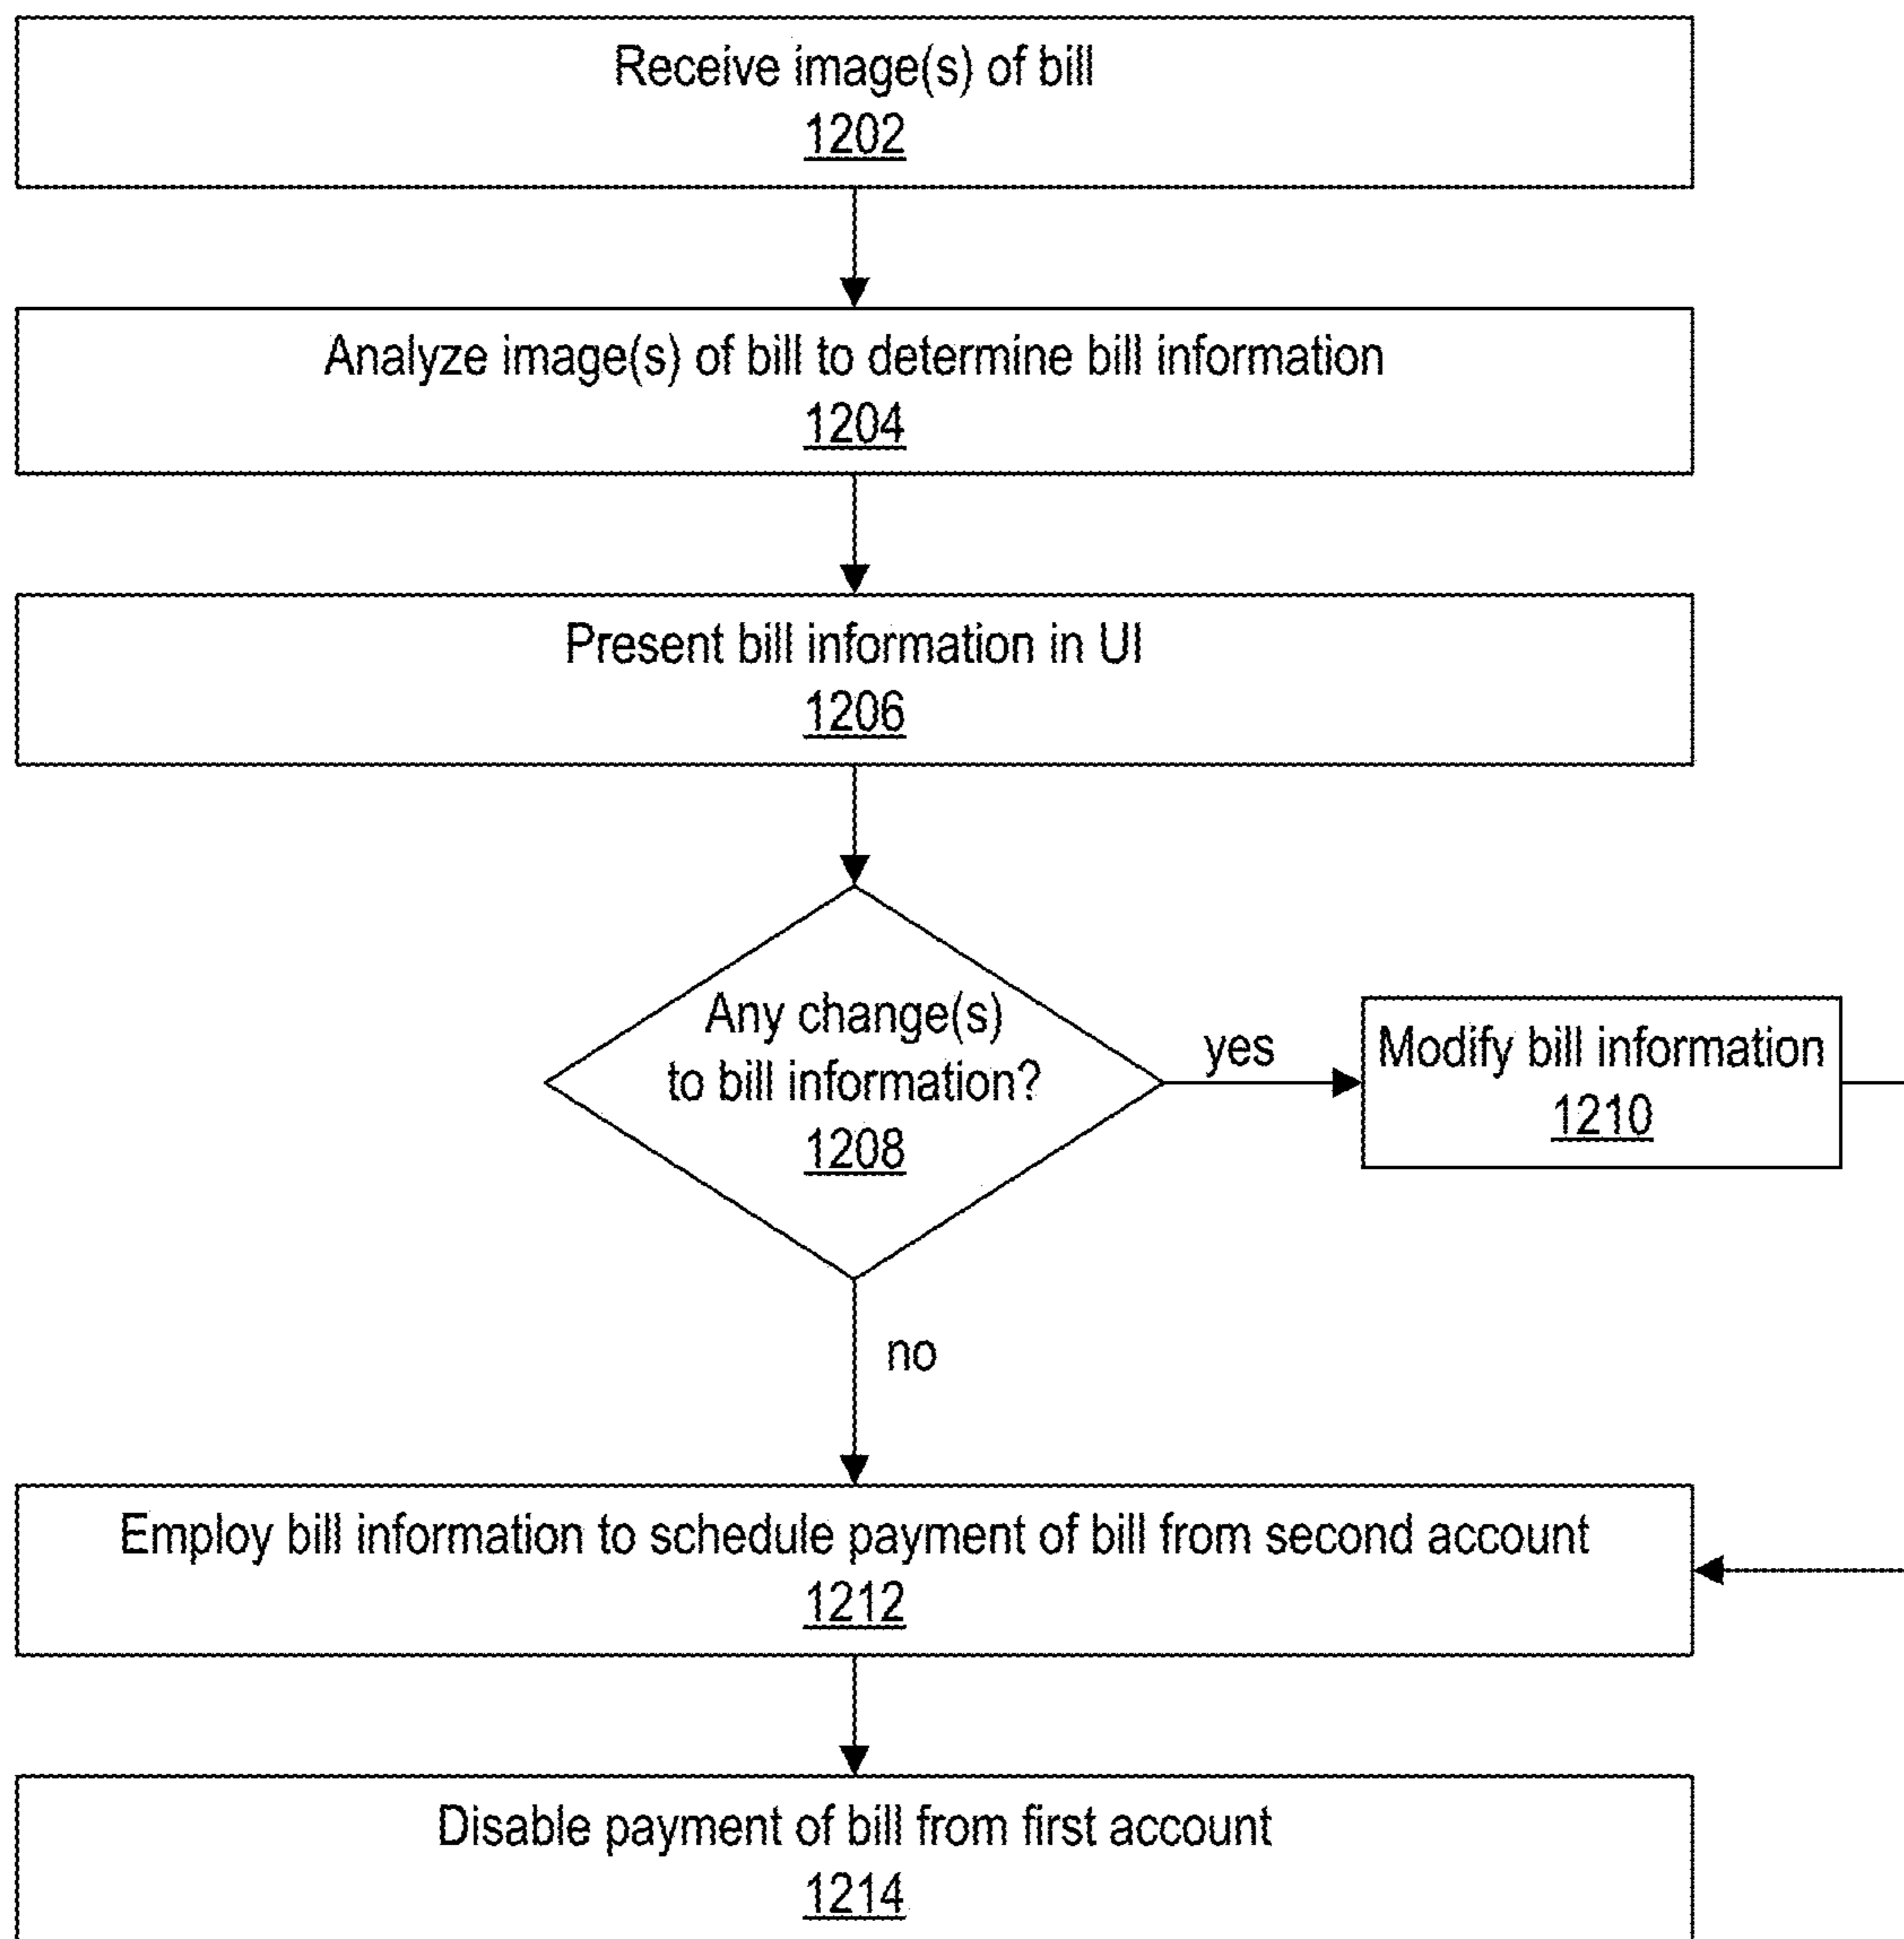 Receive image(s) of bill
1202
Analyze image(s) of bill to determine bill information
1204
Present bill information in UI
1206
Any change(s)
to bill information?
1208
yes
Modify bill information
1210
no
Employ bill information to schedule payment of bill from second account
1212
Disable payment of bill from first account
1214